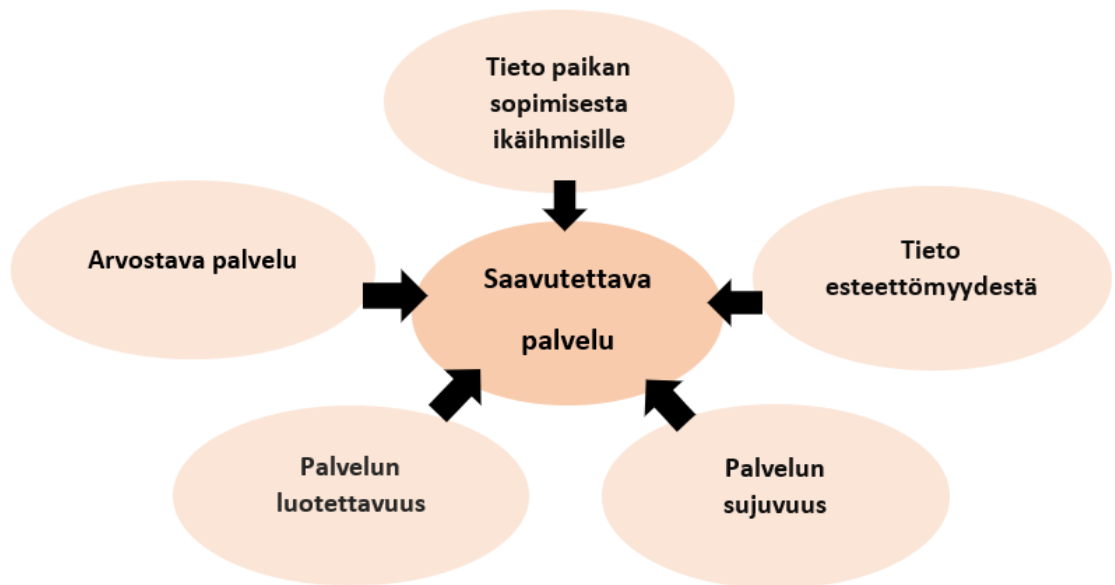 Tieto paikan
sopimisesta
ikäihmisille
Arvostava palvelu
Saavutettava
palvelu
Tieto
esteettömyydestä
Palvelun
luotettavuus
Palvelun
sujuvuus